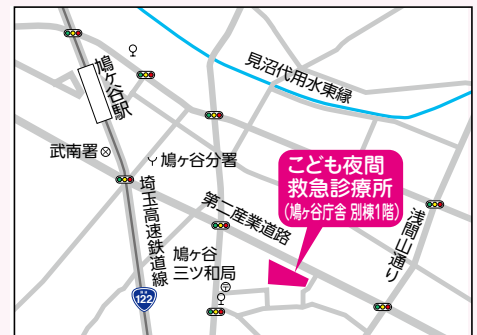 見沼代用水東縁
鳩ヶ谷駅
武南署
鳩ヶ谷分署
こども夜間
救急診療所
(鳩ヶ谷庁舎 別棟1階)
第二産業道路
浅間山通り
埼玉高速鉄道線
鳩ヶ谷
三ツ和局
122